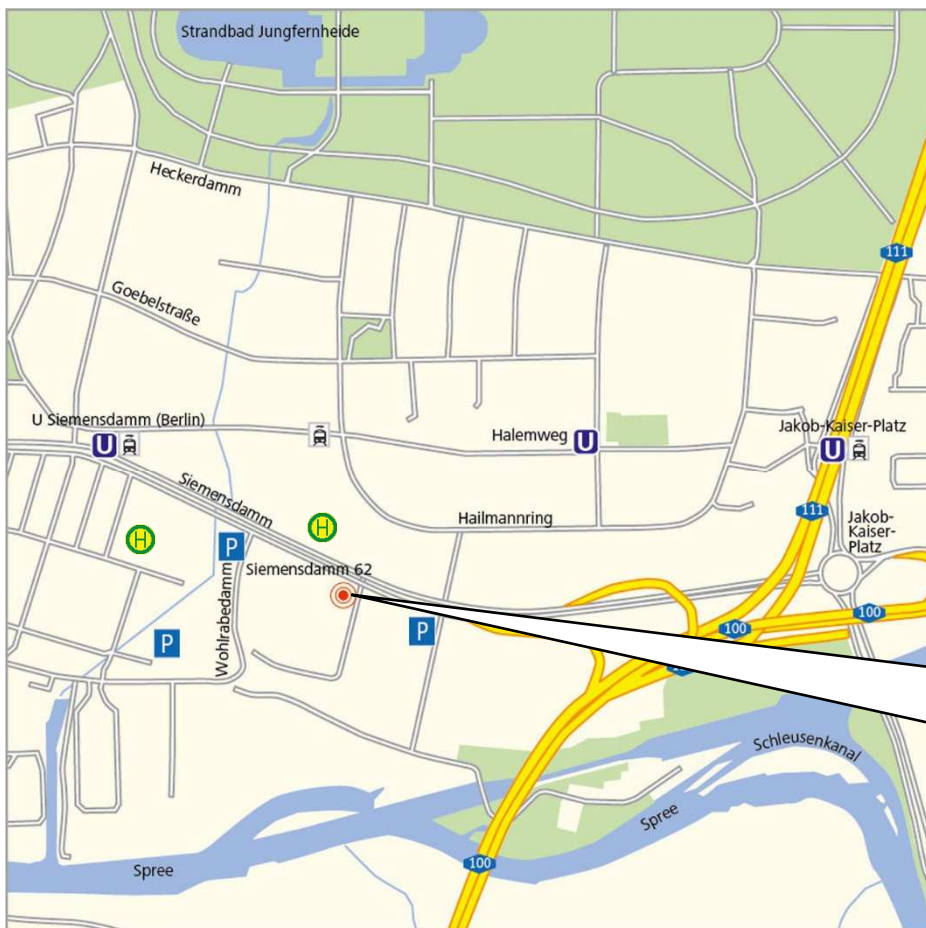 Strandbad Jungfernheide
Heckerdamm
111
Goebelstraße
U Siemensdamm (Berlin)
U
Halemweg U
Jakob-Kaiser-Platz
U
Siemensdamm
Hailmannring
111
Jakob-
Kaiser-
Platz
H
H
P
Siemensdamm 62
Wohlrabedamm
P
P
100
100
Schleusenkanal
Spree
Spree
100